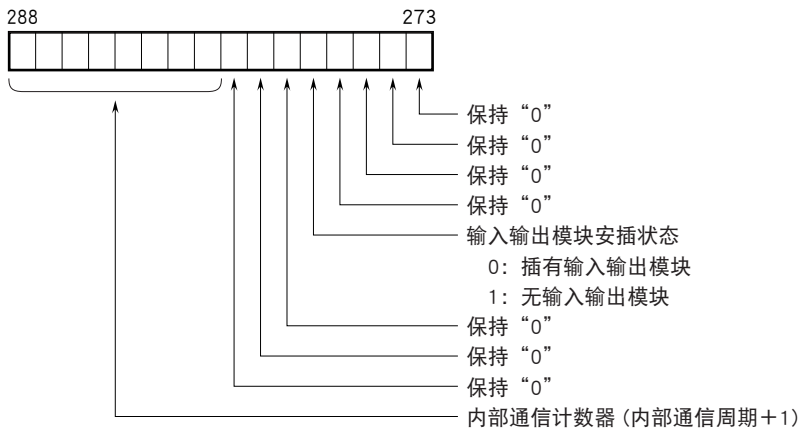 288 273
保持“0”
保持“0”
保持“0”
保持“0”
输入输出模块安插状态
0：插有输入输出模块
1：无输入输出模块
保持“0”
保持“0”
保持“0”
内部通信计数器（内部通信周期＋1）